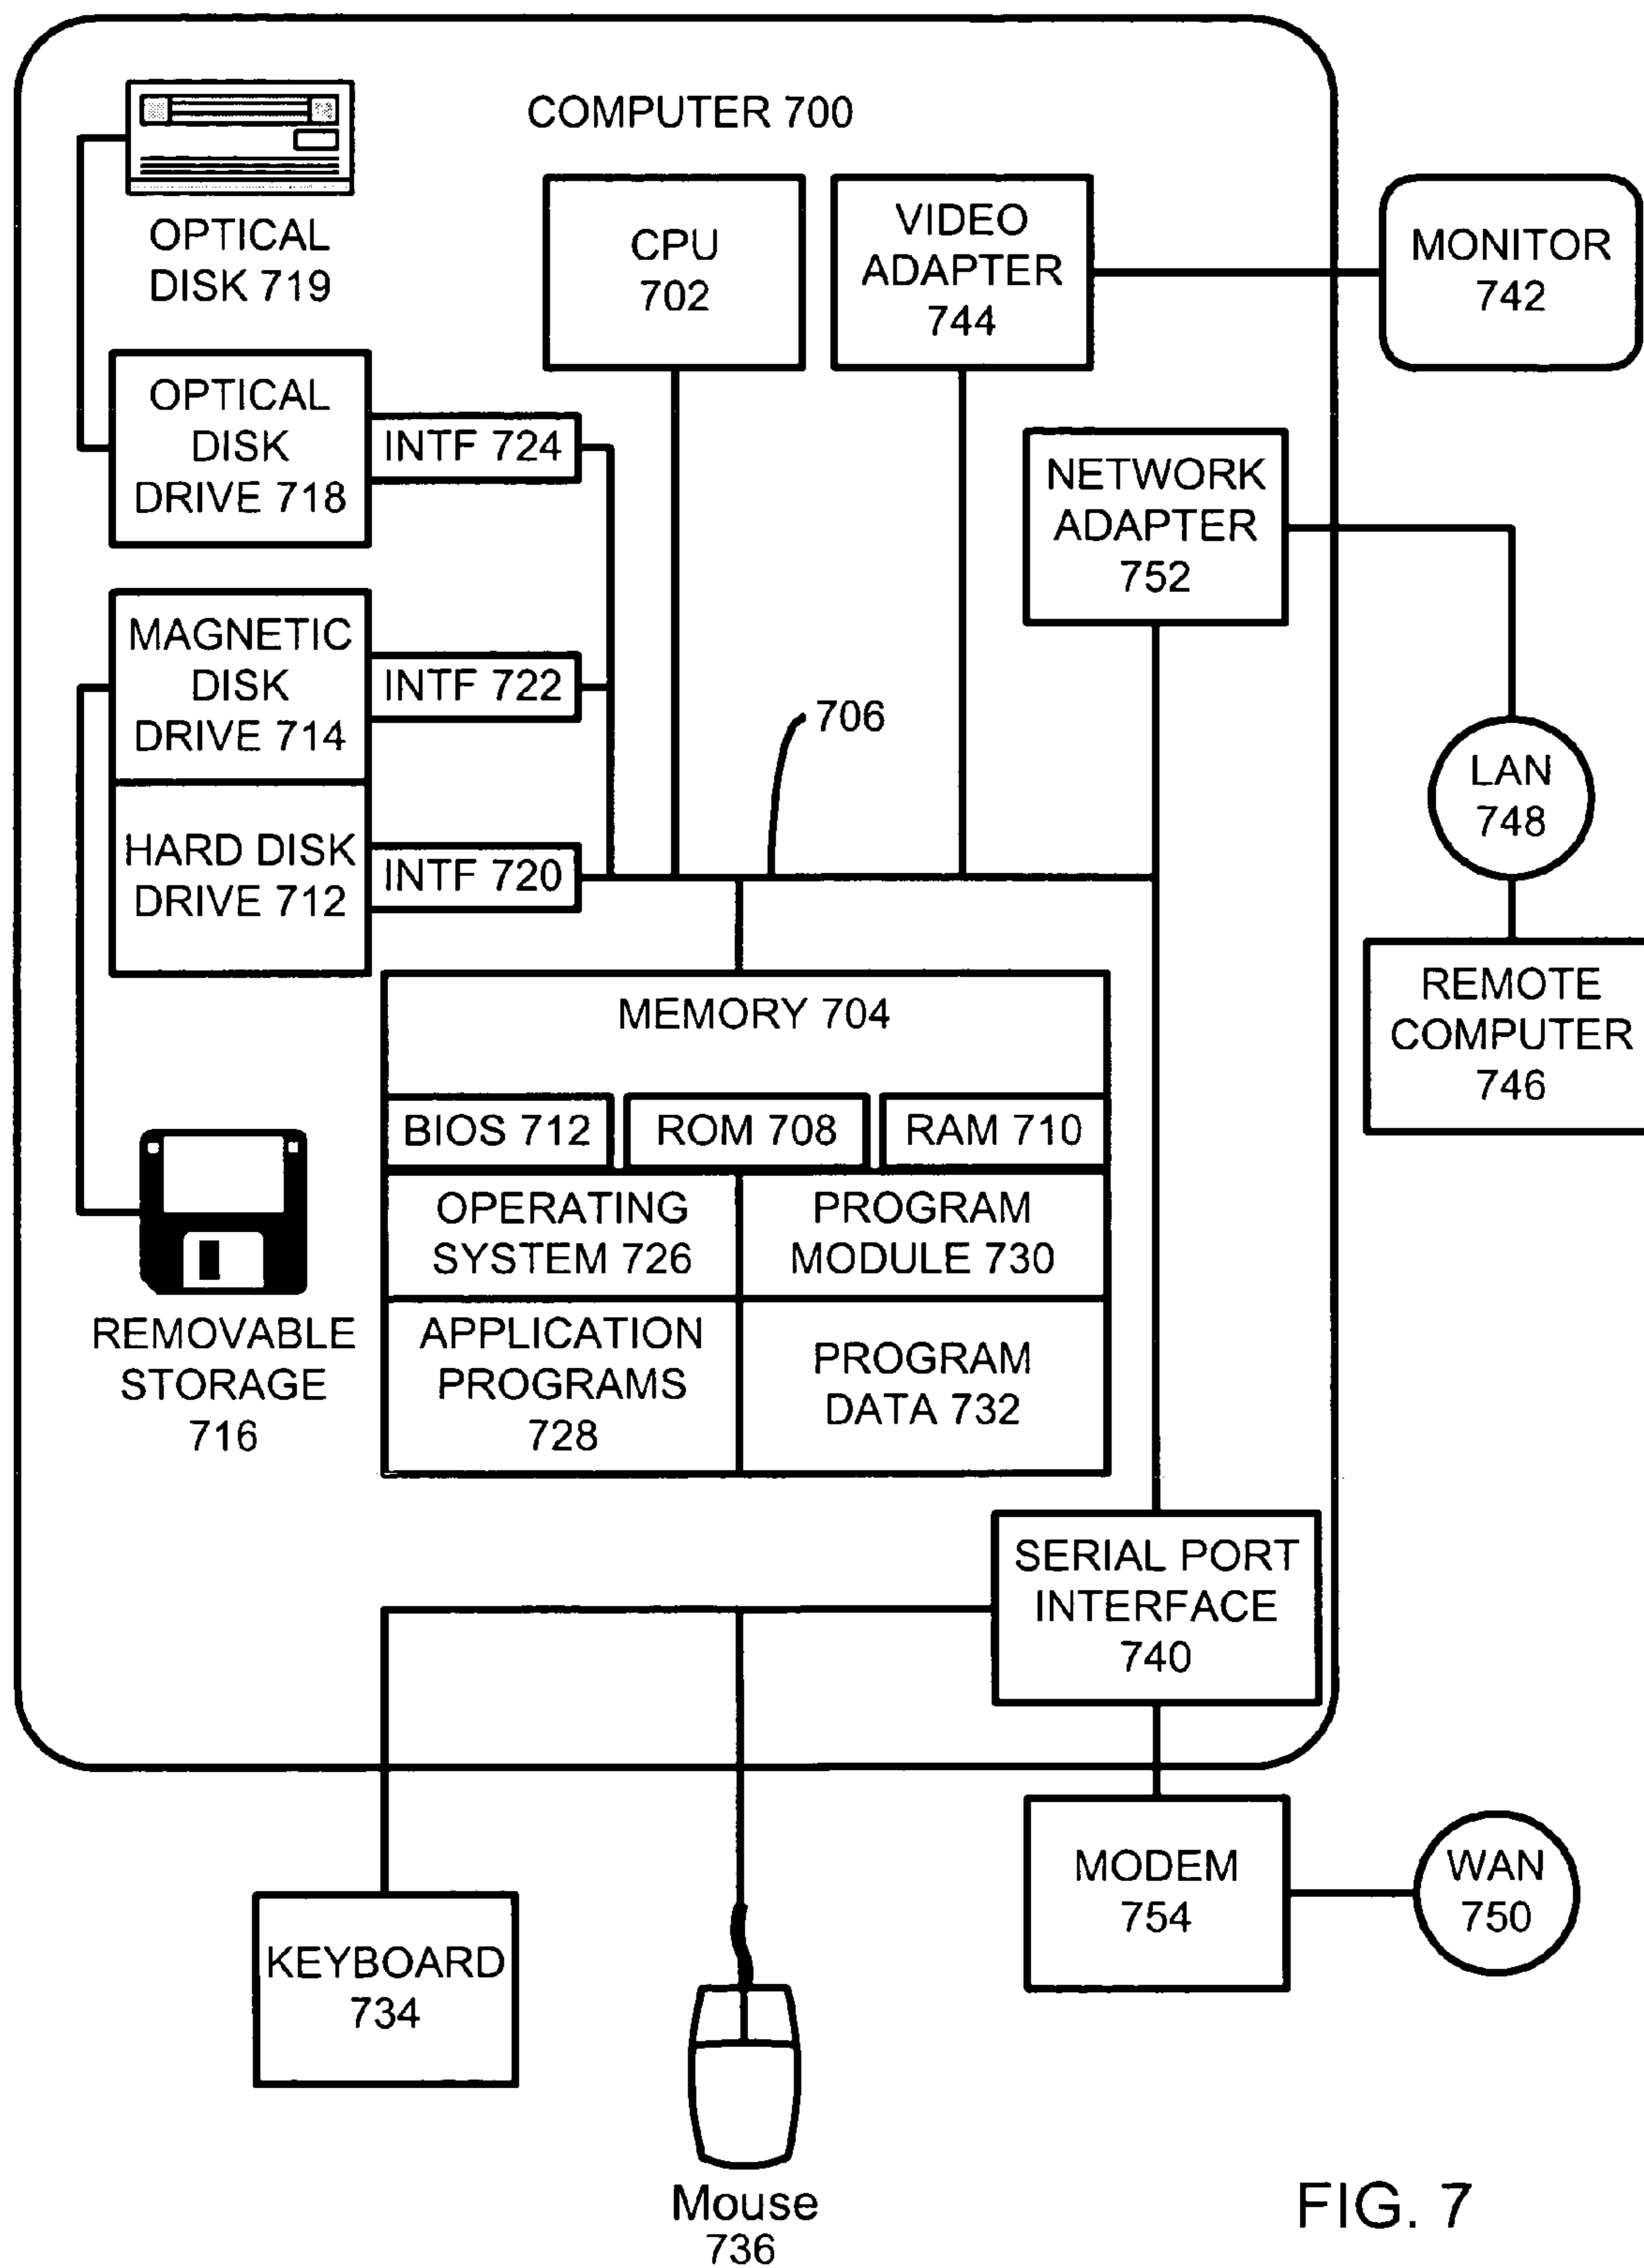 COMPUTER 700
OPTICAL
DISK 719
CPU
702
VIDEO
ADAPTER
744
MONITOR
742
OPTICAL
DISK
DRIVE 718
INTF 724
NETWORK
ADAPTER
752
MAGNETIC
DISK
DRIVE 714
INTF 722
706
LAN
748
HARD DISK
DRIVE 712
INTF 720
REMOTE
COMPUTER
746
MEMORY 704
BIOS 712
ROM 708
RAM 710
OPERATING
SYSTEM 726
PROGRAM
MODULE 730
APPLICATION
PROGRAMS
728
PROGRAM
DATA 732
REMOVABLE
STORAGE
716
SERIAL PORT
INTERFACE
740
MODEM
754
WAN
750
KEYBOARD
734
Mouse
736
FIG. 7